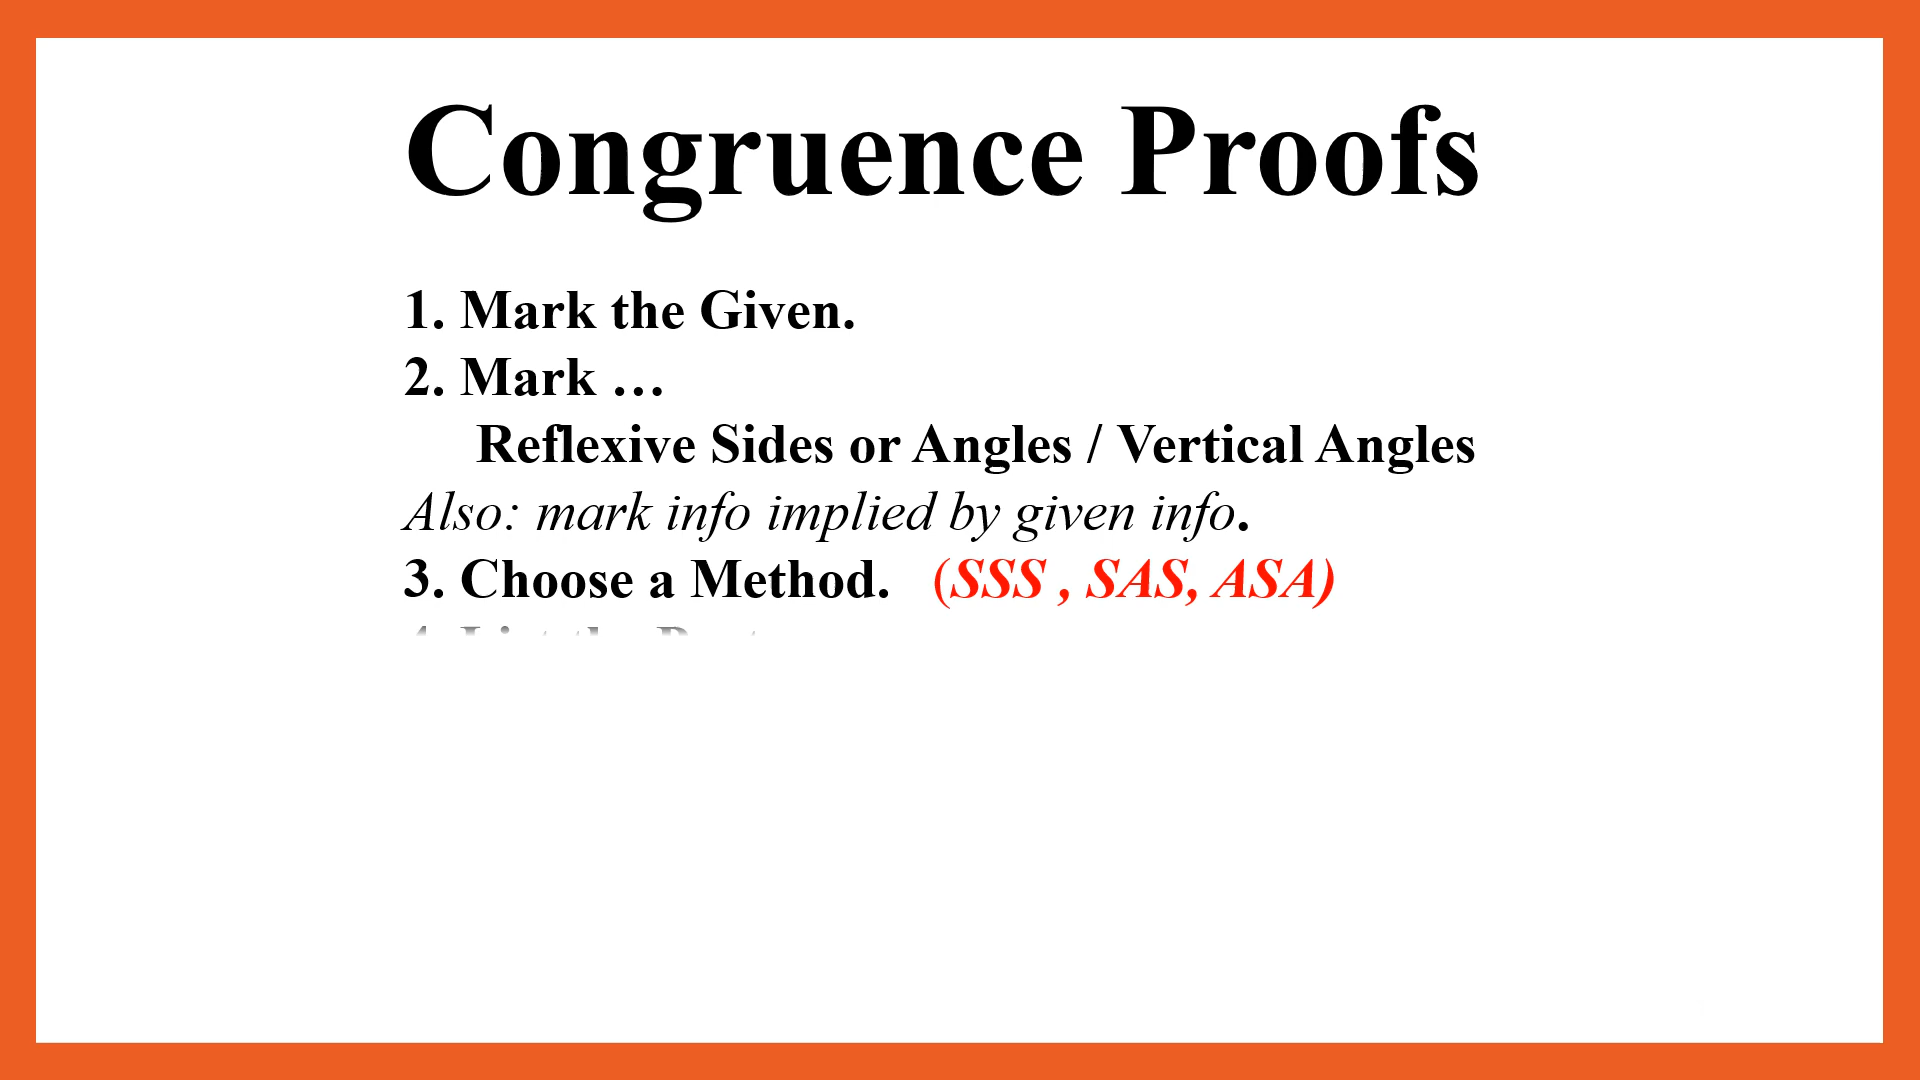 Congruence Proofs
1. Mark the Given.
2. Mark …
Reflexive Sides or Angles / Vertical Angles
Also: mark info implied by given info.
3. Choose a Method. (SSS , SAS, ASA)